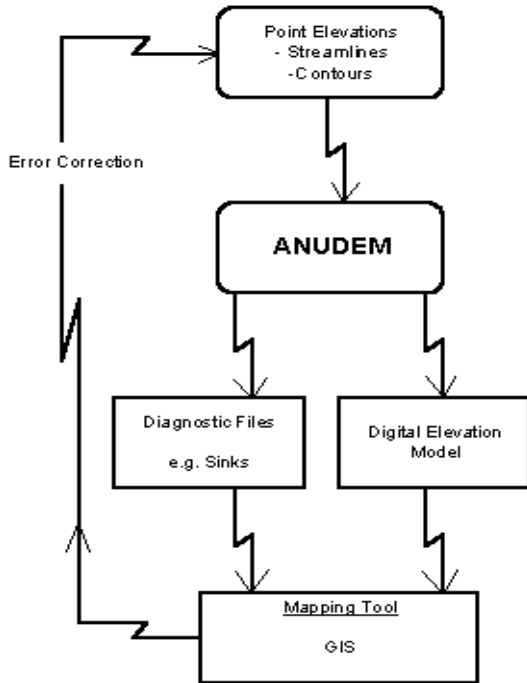 Point Elevations
- Streamlines
-Contours
Error Correction
ANUDEM
Diagnostic Files
e.g. Sinks
Digital Elevation
Model
Mapping Tool
GIS